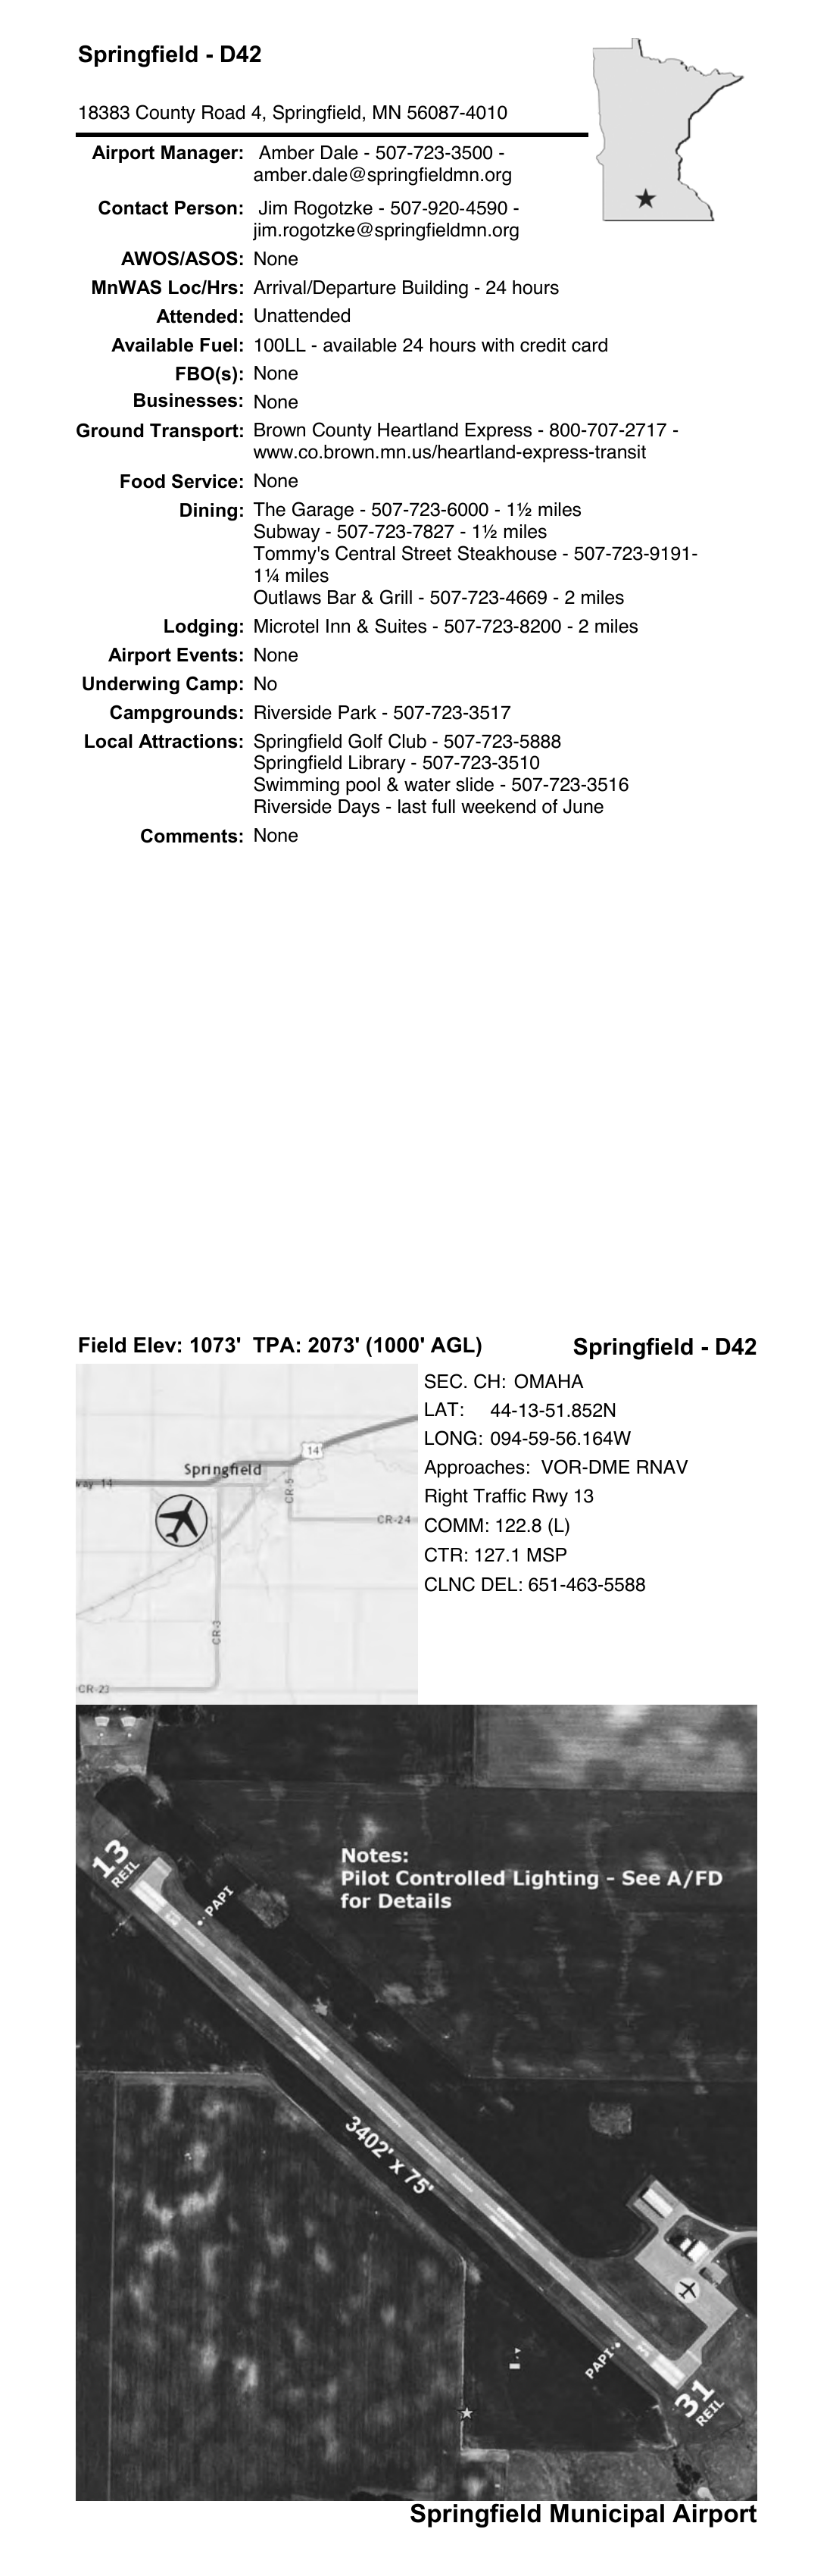 Springfield - D42
18383 County Road 4, Springfield, MN 56087-4010
Airport Manager: Amber Dale - 507-723-3500 -
amber.dale@springfieldmn.org
Contact Person: Jim Rogotzke - 507-920-4590 -
jim.rogotzke@springfieldmn.org
AWOS/ASOS: None
MnWAS Loc/Hrs: Arrival/Departure Building - 24 hours
Attended: Unattended
Available Fuel: 100LL - available 24 hours with credit card
FBO(s): None
Businesses: None
Ground Transport: Brown County Heartland Express - 800-707-2717 -
www.co.brown.mn.us/heartland-express-transit
Food Service: None
Dining: The Garage - 507-723-6000 - 1½ miles
Subway - 507-723-7827 - 1½ miles
Tommy's Central Street Steakhouse - 507-723-9191-
1¼ miles
Outlaws Bar & Grill - 507-723-4669 - 2 miles
Lodging: Microtel Inn & Suites - 507-723-8200 - 2 miles
Airport Events: None
Underwing Camp: No
Campgrounds: Riverside Park - 507-723-3517
Local Attractions: Springfield Golf Club - 507-723-5888
Springfield Library - 507-723-3510
Swimming pool & water slide - 507-723-3516
Riverside Days - last full weekend of June
Comments: None
Field Elev: 1073' TPA: 2073' (1000' AGL)
Springfield - D42
14
Springfield
way 14
CR-5
CR-24
CR-3
CR-23
SEC. CH: OMAHA
LAT: 44-13-51.852N
LONG: 094-59-56.164W
Approaches: VOR-DME RNAV
Right Traffic Rwy 13
COMM: 122.8 (L)
CTR: 127.1 MSP
CLNC DEL: 651-463-5588
13
REIL
PAPI
Notes:
Pilot Controlled Lighting - See A/FD
for Details
3402' x 75'
PAPI
31
REIL
Springfield Municipal Airport